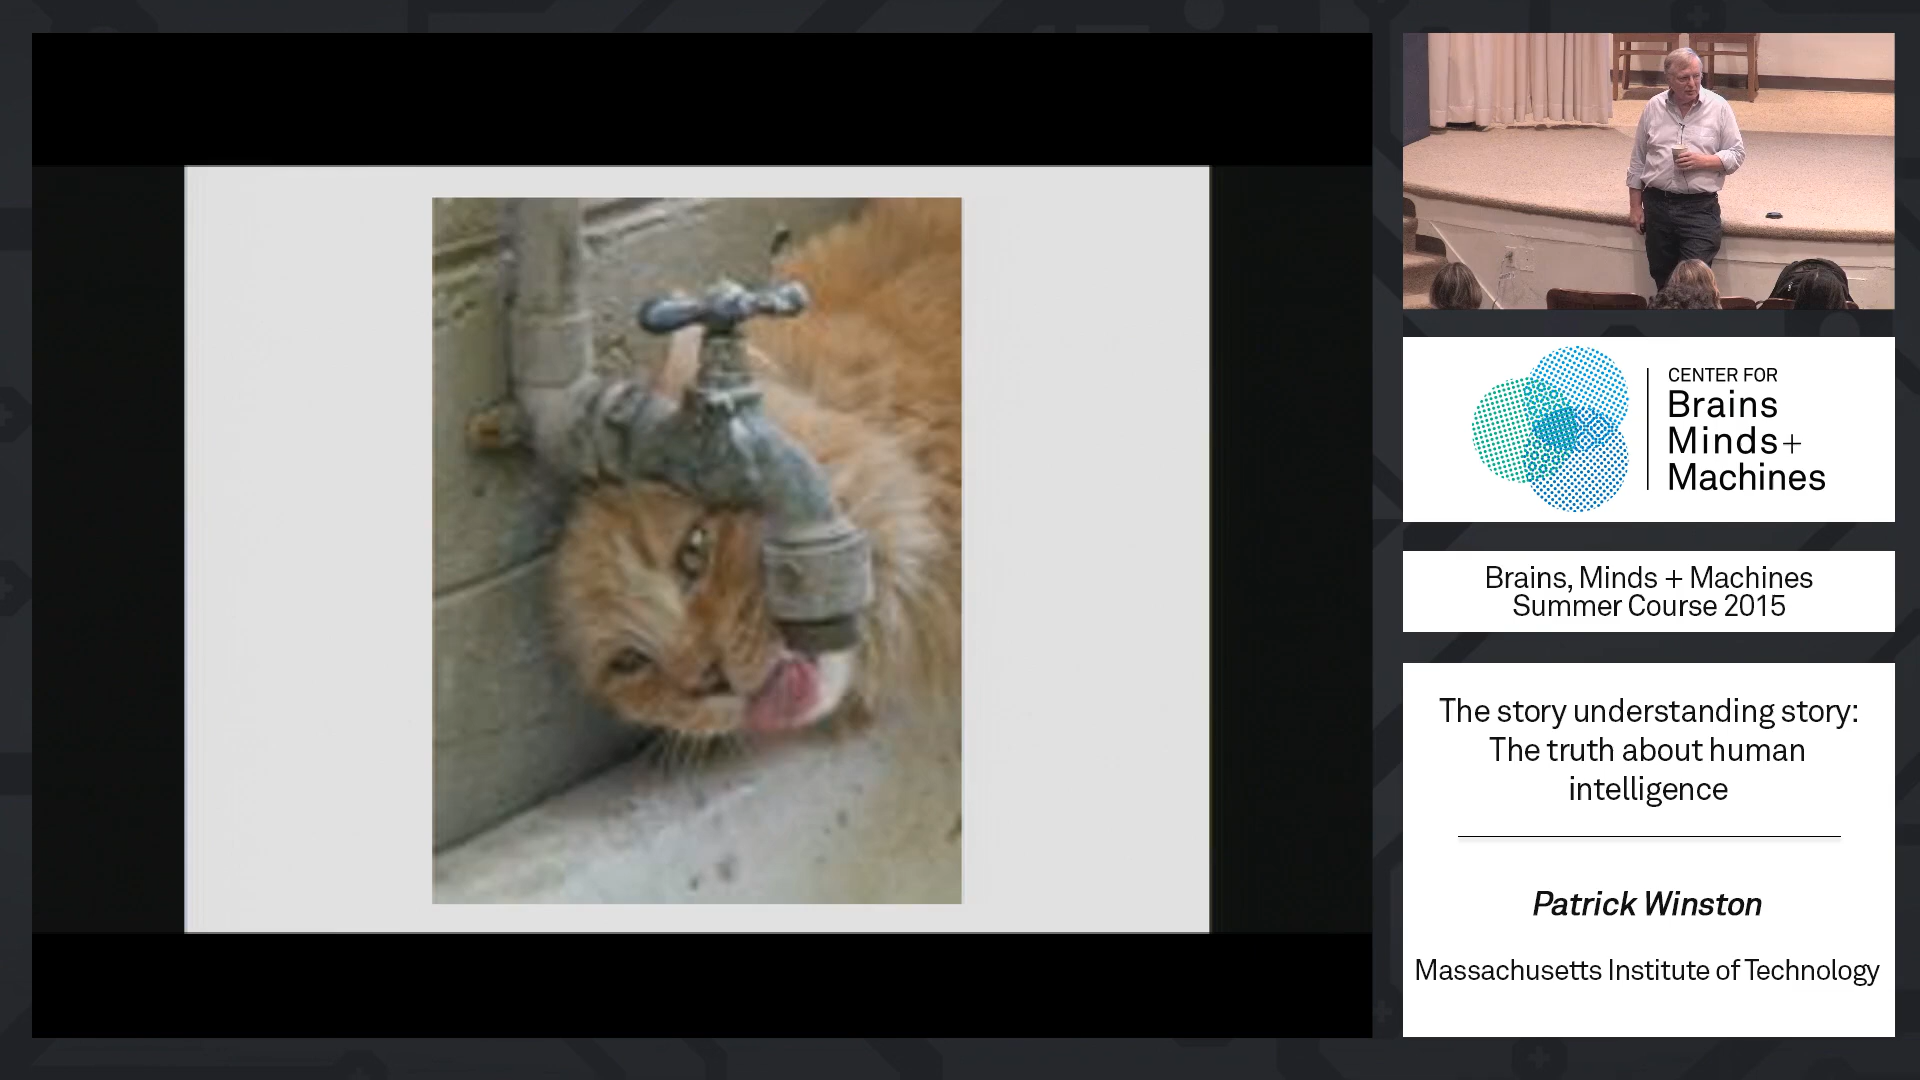 CENTER FOR
Brains
Minds+
Machines
Brains, Minds + Machines
Summer Course 2015
The story understanding story:
The truth about human
intelligence
Patrick Winston
Massachusetts Institute of Technology